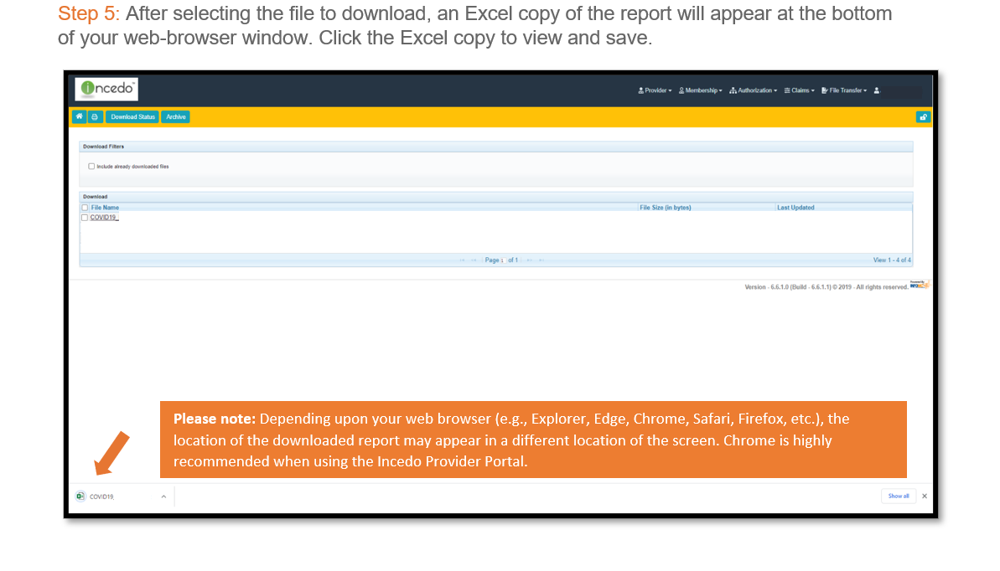 Step 5: After selecting the file to download, an Excel copy of the report will appear at the bottom
of your web-browser window. Click the Excel copy to view and save.
incedo™
Provider
Membership
Authorization
Claims
File Transfer
Download Status
Archive
Download Filters
Include already downloaded files
Download
File Name
File Size (in bytes)
Last Updated
COVID19_
Page 1 of 1
View 1 - 4 of 4
Version - 6.6.1.0 (Build - 6.6.1.1) © 2019 - All rights reserved.
Please note: Depending upon your web browser (e.g., Explorer, Edge, Chrome, Safari, Firefox, etc.), the
location of the downloaded report may appear in a different location of the screen. Chrome is highly
recommended when using the Incedo Provider Portal.
COVID19_
Show all